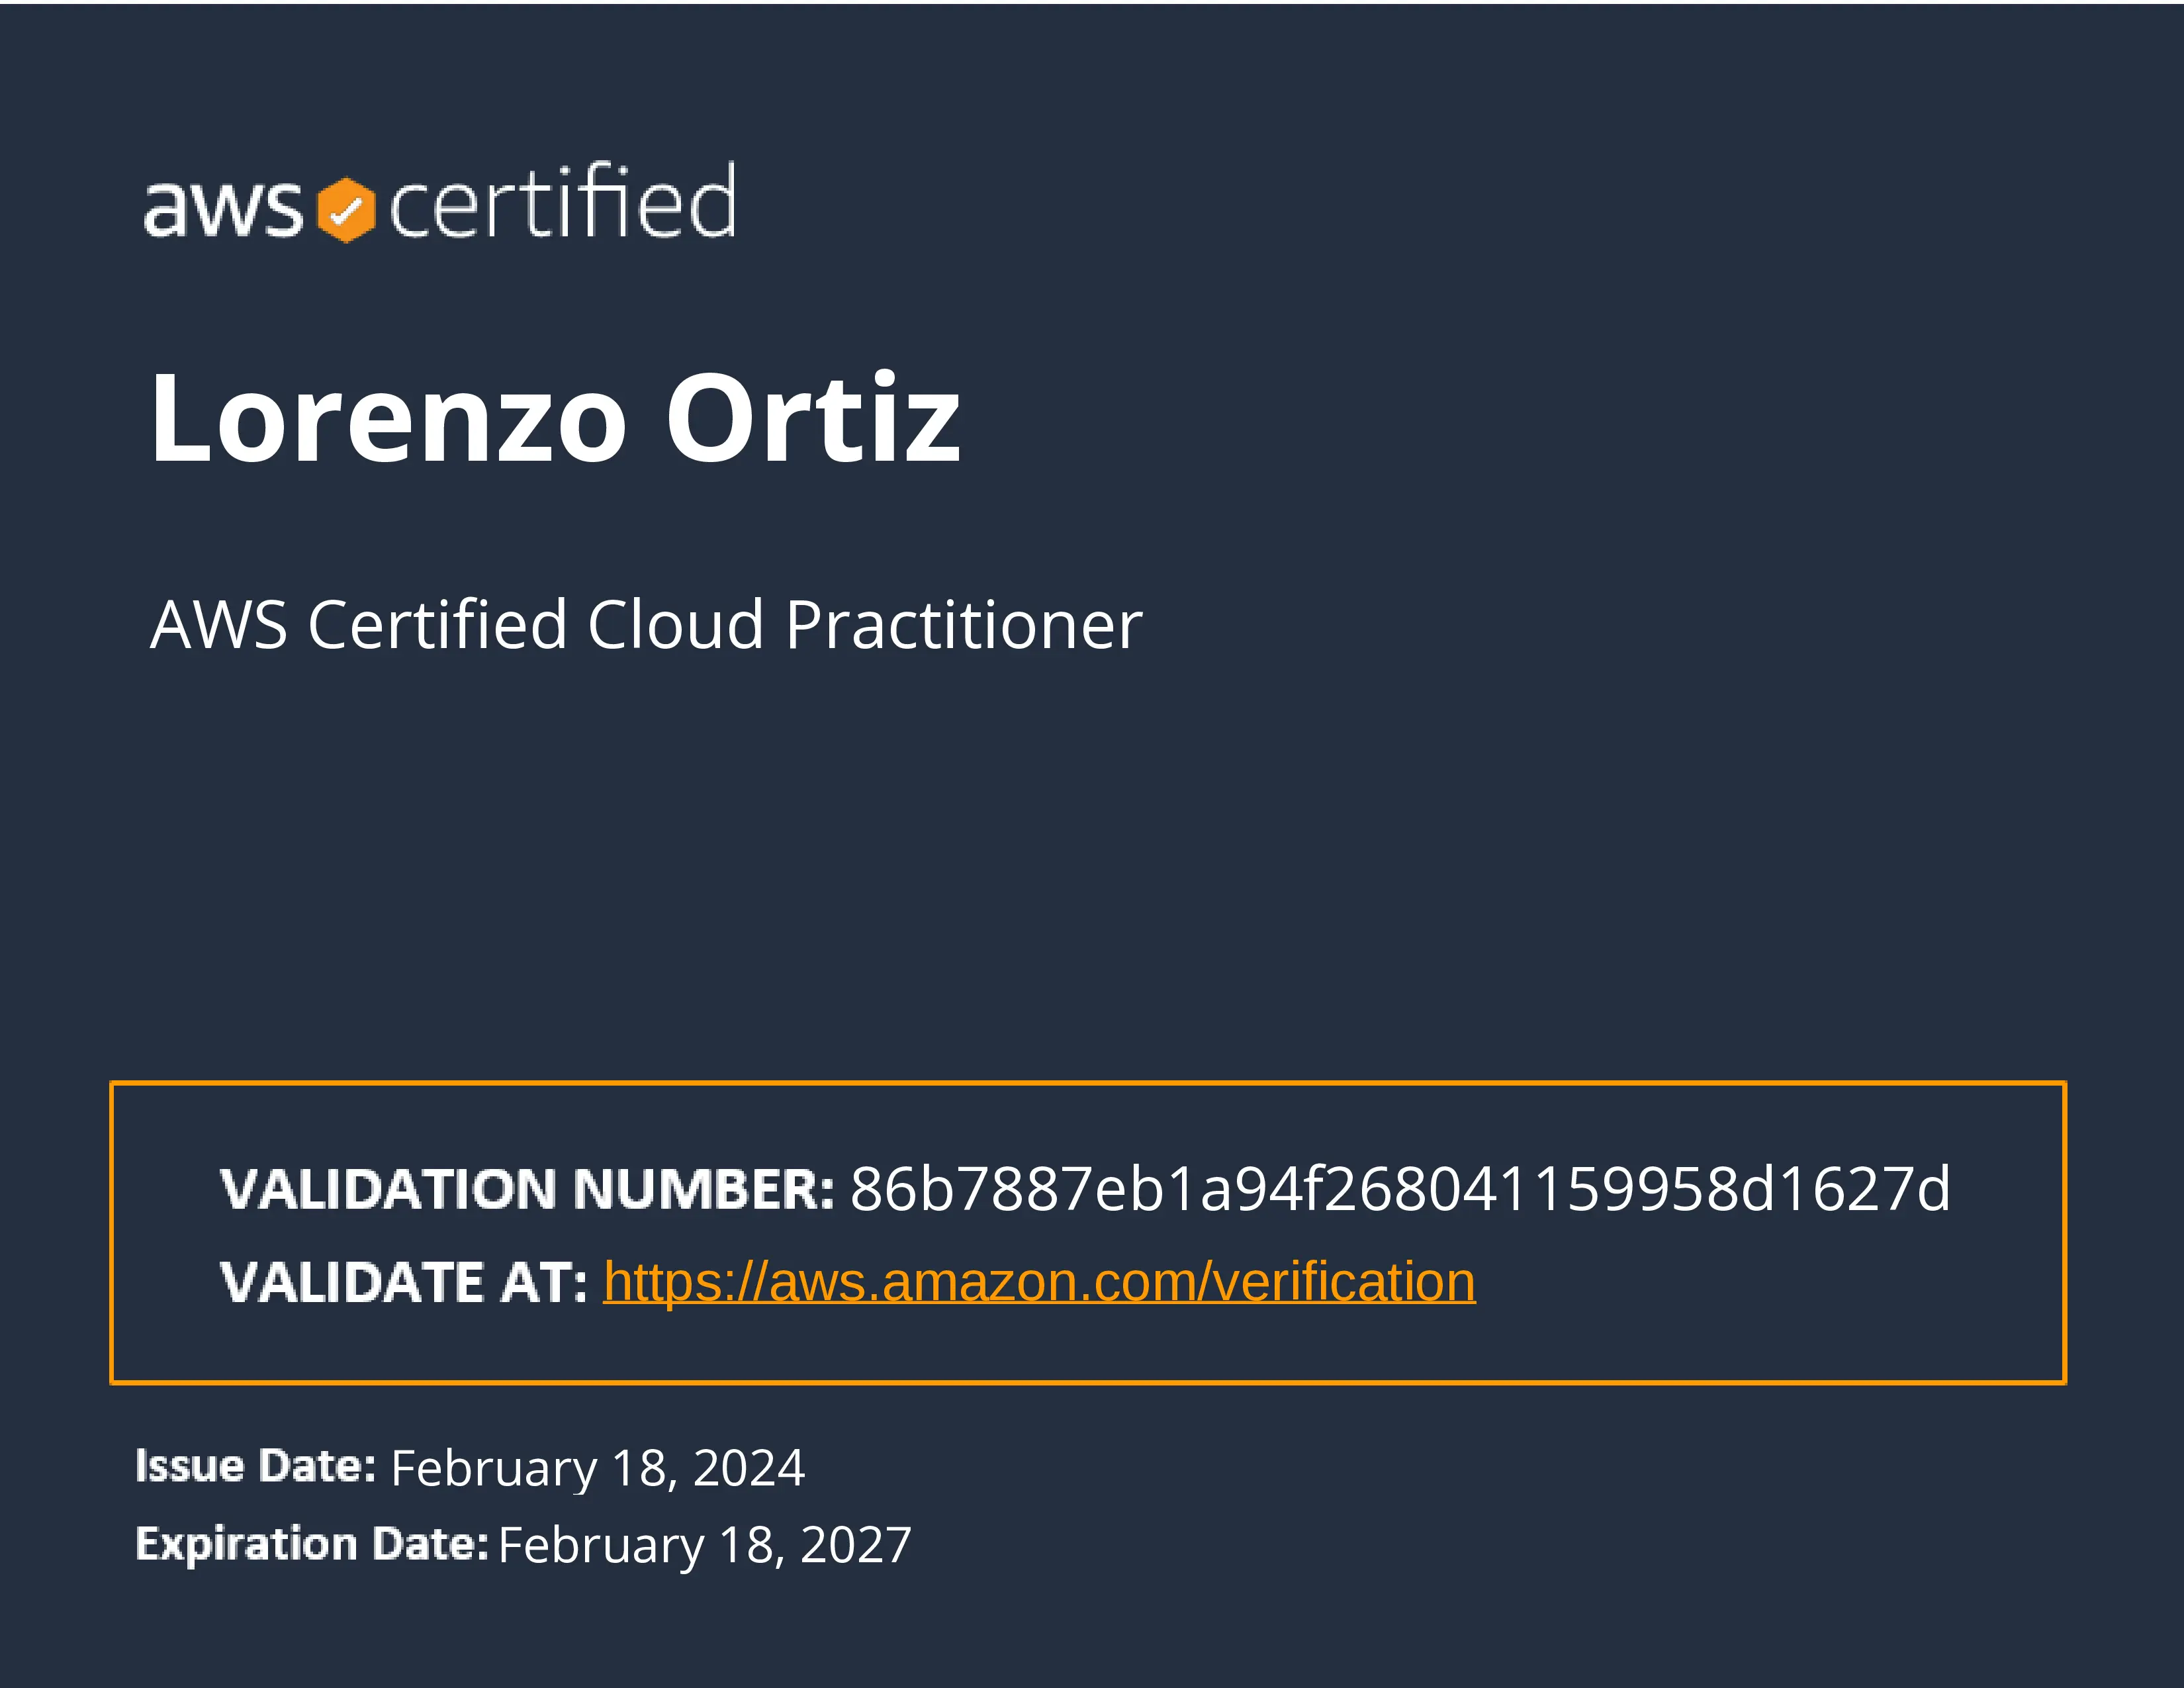 aws certified
Lorenzo Ortiz
AWS Certified Cloud Practitioner
VALIDATION NUMBER: 86b7887eb1a94f268041159958d1627d
VALIDATE AT: https://aws.amazon.com/verification
Issue Date: February 18, 2024
Expiration Date: February 18, 2027